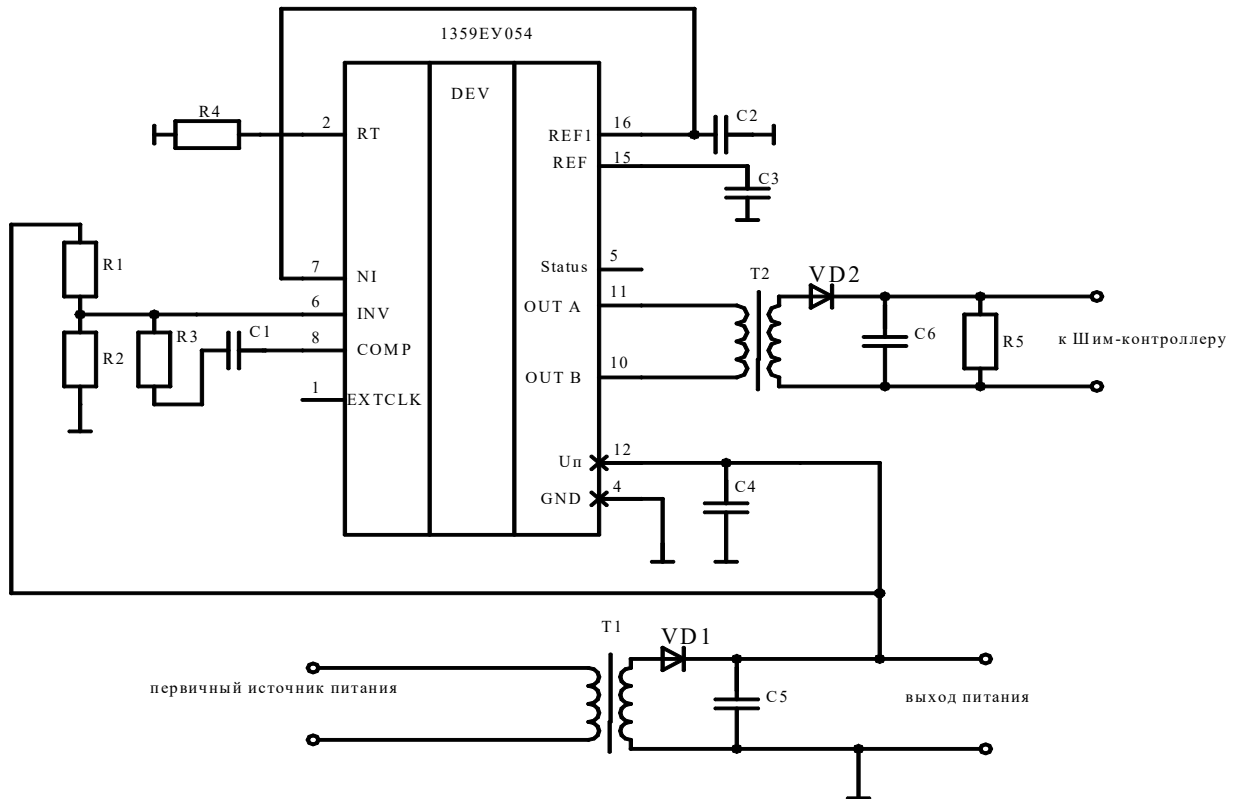 1359ЕУ054
DEV
R4
2
RT
REF1
16
C2
REF
15
C3
Status
5
R1
7
NI
T2
VD2
OUT A
11
6
INV
R2
R3
C1
8
COMP
C6
R5
к Шим-контроллеру
OUT B
10
1
EXTCLK
Uп
12
GND
4
C4
T1
VD1
первичный источник питания
C5
выход питания